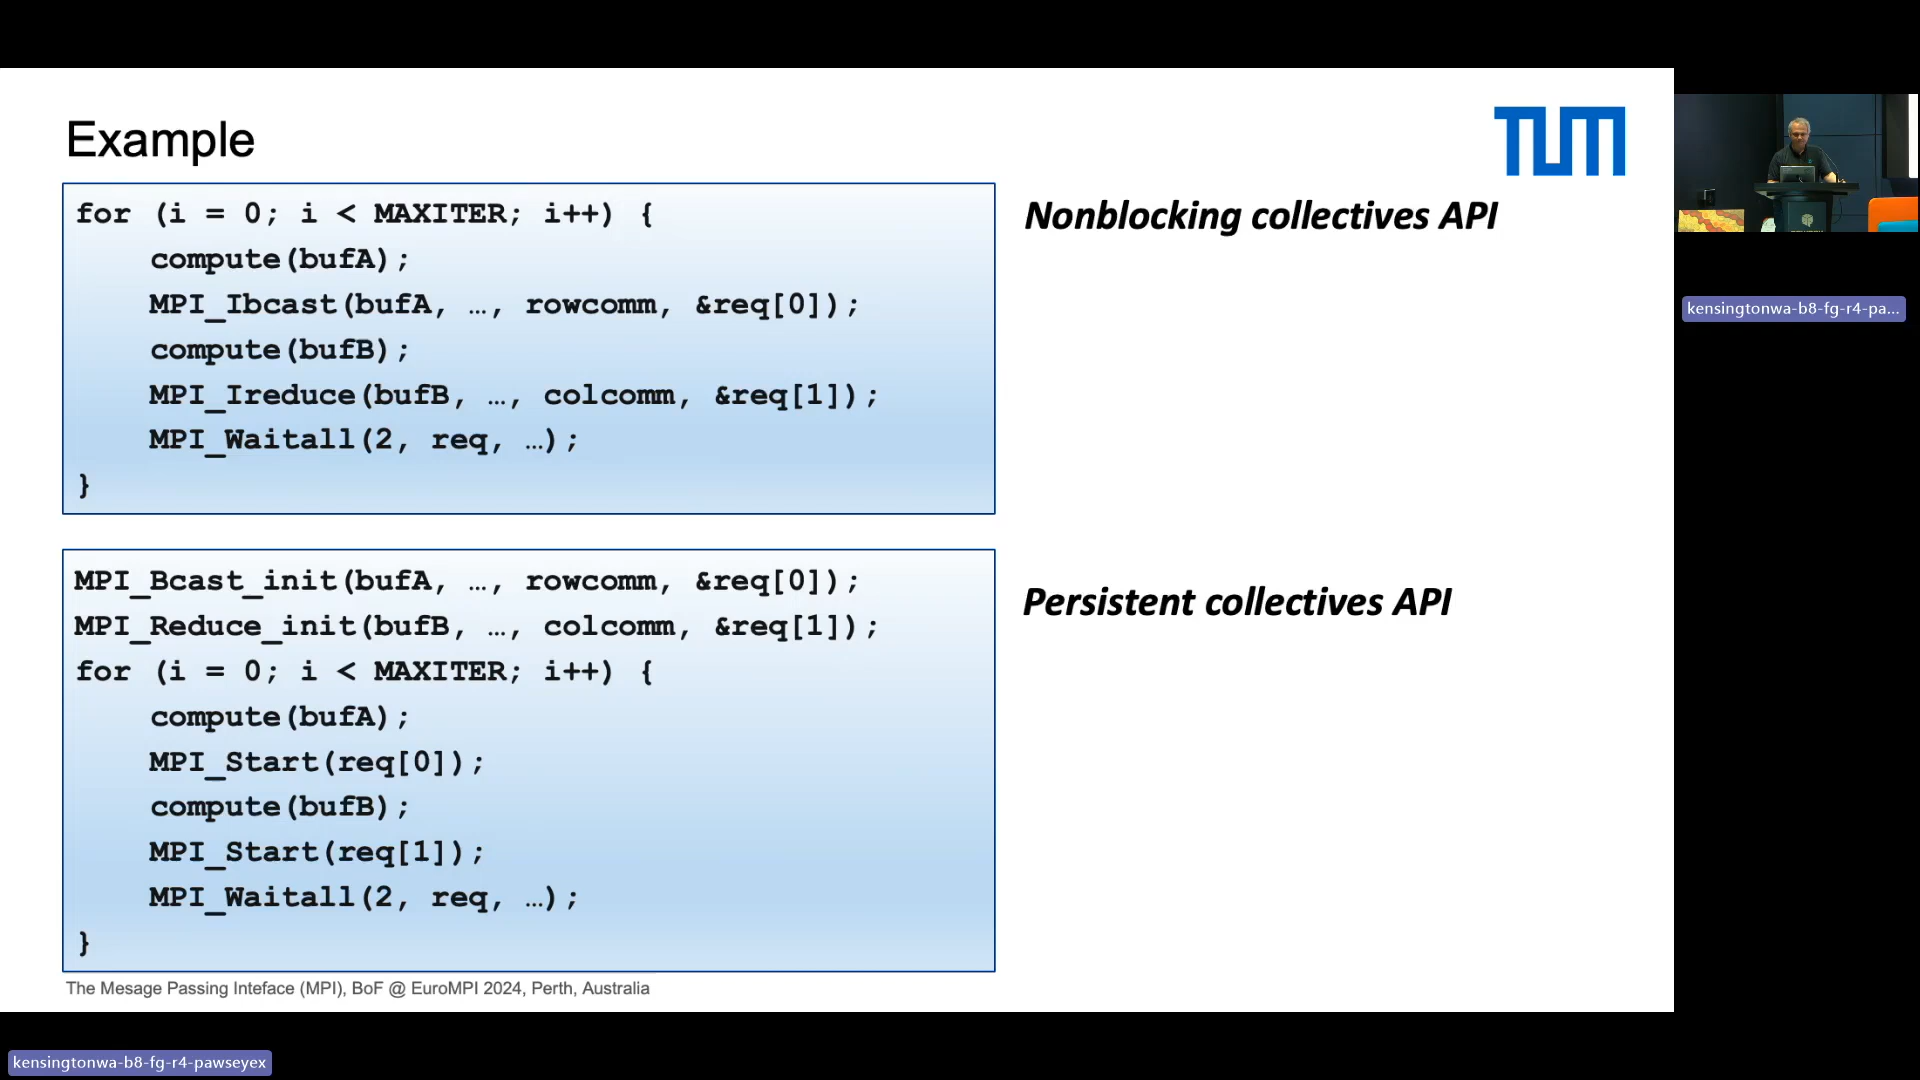 Example
TUM
for (i = 0; i < MAXITER; i++) {
compute(bufA);
MPI_Ibcast(bufA, …, rowcomm, &req[0]);
compute(bufB);
MPI_Ireduce(bufB, …, colcomm, &req[1]);
MPI_Waitall(2, req, …);
}
Nonblocking collectives API
MPI_Bcast_init(bufA, …, rowcomm, &req[0]);
MPI_Reduce_init(bufB, …, colcomm, &req[1]);
for (i = 0; i < MAXITER; i++) {
compute(bufA);
MPI_Start(req[0]);
compute(bufB);
MPI_Start(req[1]);
MPI_Waitall(2, req, …);
}
Persistent collectives API
The Mesage Passing Inteface (MPI), BoF @ EuroMPI 2024, Perth, Australia
kensingtonwa-b8-fg-r4-pa...
kensingtonwa-b8-fg-r4-pawseyex